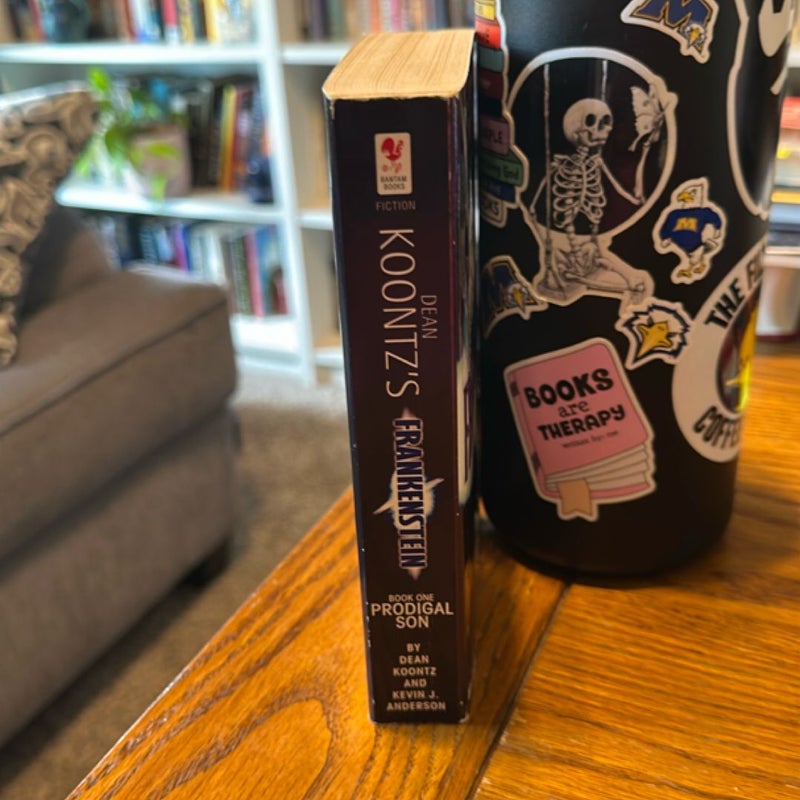 BANTAM
BOOKS
FICTION
DEAN
KOONTZ'S
FRANKENSTEIN
BOOK ONE
PRODIGAL
SON
BY
DEAN
KOONTZ
AND
KEVIN J.
ANDERSON
M
M
BOOKS
are
THERAPY
THE
COFFEE